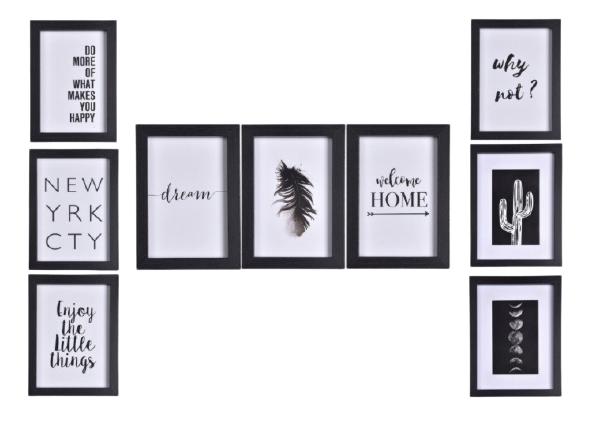 DO
MORE
OF
WHAT
MAKES
YOU
HAPPY
NEW
YRK
CTY
Enjoy
the
little
things
dream
welcome
HOME
why
not?